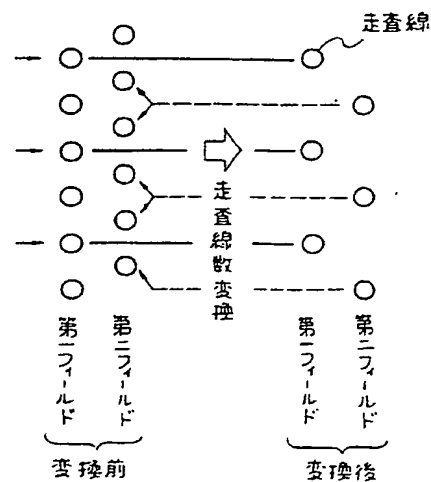 走査線
走査線数変換
第一フィールド
第二フィールド
第一フィールド
第二フィールド
変換前
変換後